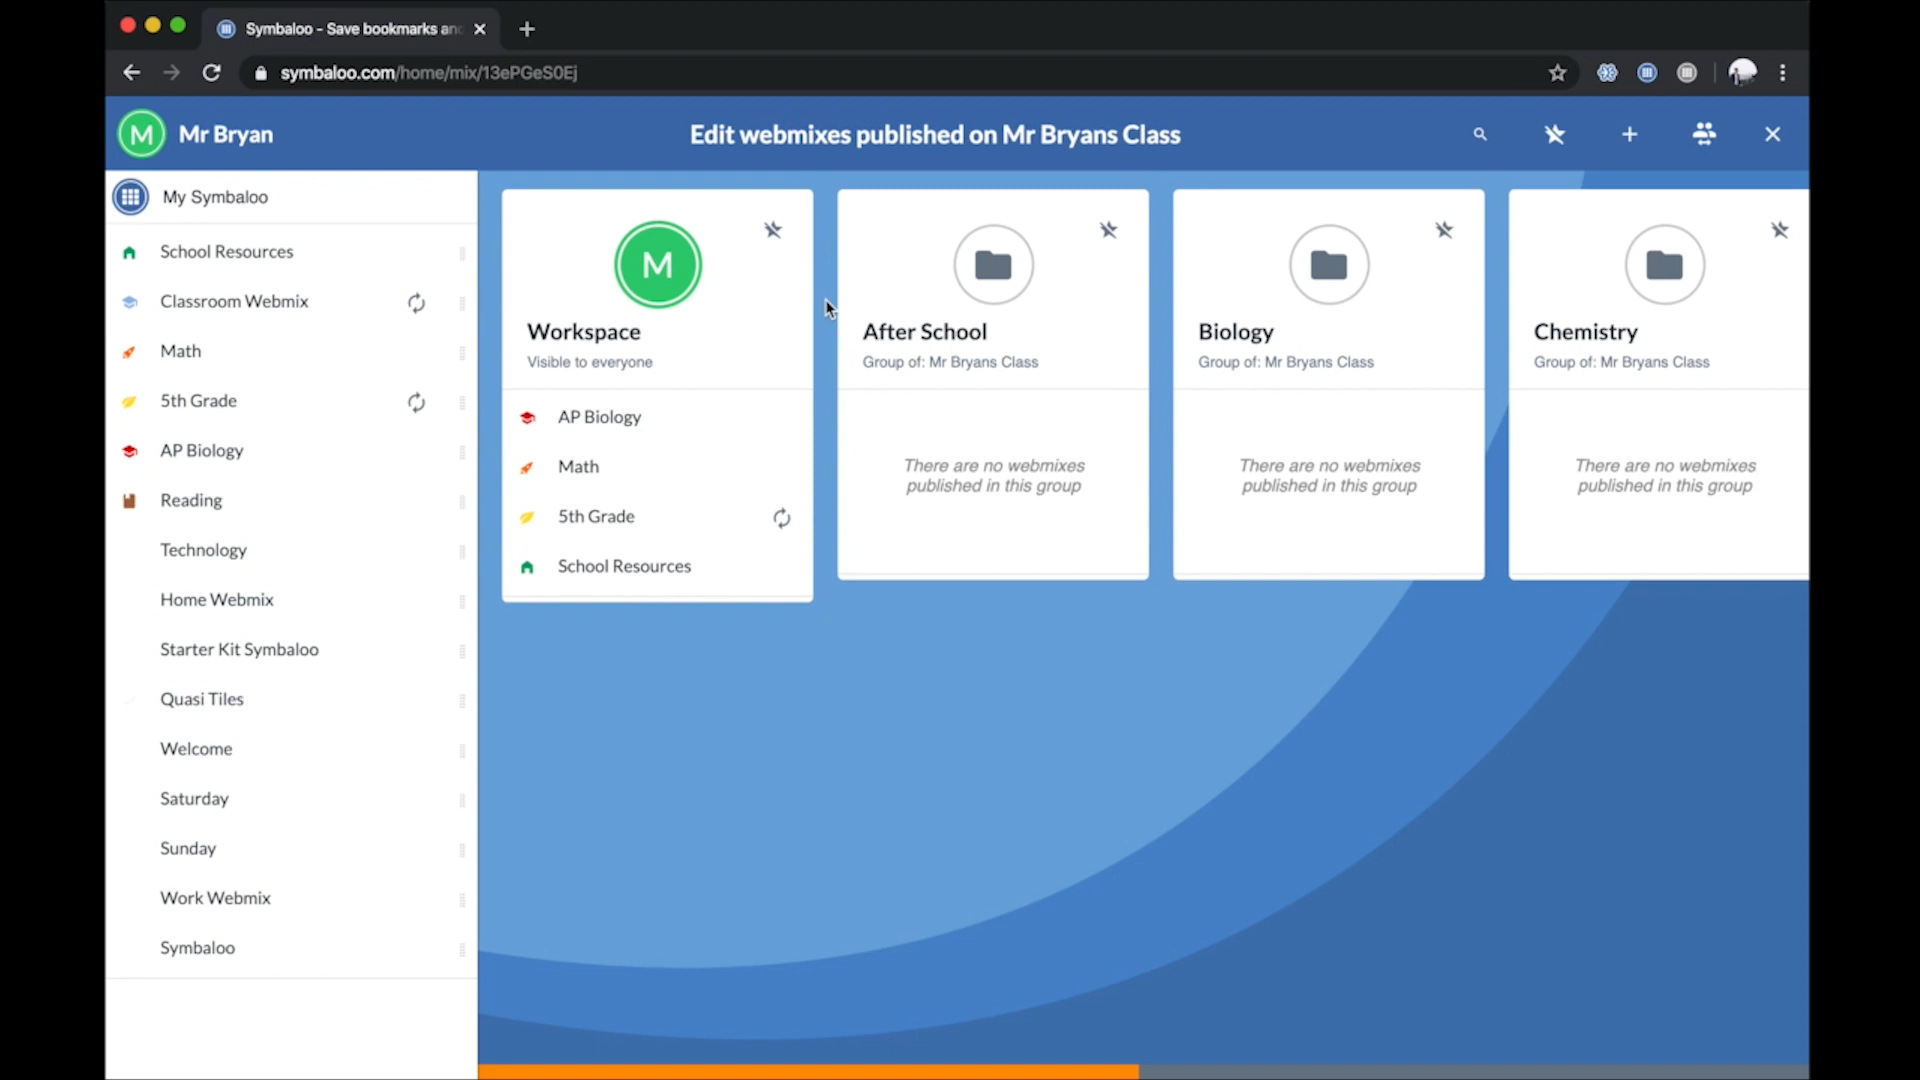 Symbaloo - Save bookmarks an
symbaloo.com/home/mix/13ePGeS0Ej
M
Mr Bryan
Edit webmixes published on Mr Bryans Class
My Symbaloo
School Resources
Classroom Webmix
Math
5th Grade
AP Biology
Reading
Technology
Home Webmix
Starter Kit Symbaloo
Quasi Tiles
Welcome
Saturday
Sunday
Work Webmix
Symbaloo
M
Workspace
Visible to everyone
AP Biology
Math
5th Grade
School Resources
After School
Group of: Mr Bryans Class
There are no webmixes
published in this group
Biology
Group of: Mr Bryans Class
There are no webmixes
published in this group
Chemistry
Group of: Mr Bryans Class
There are no webmixes
published in this group